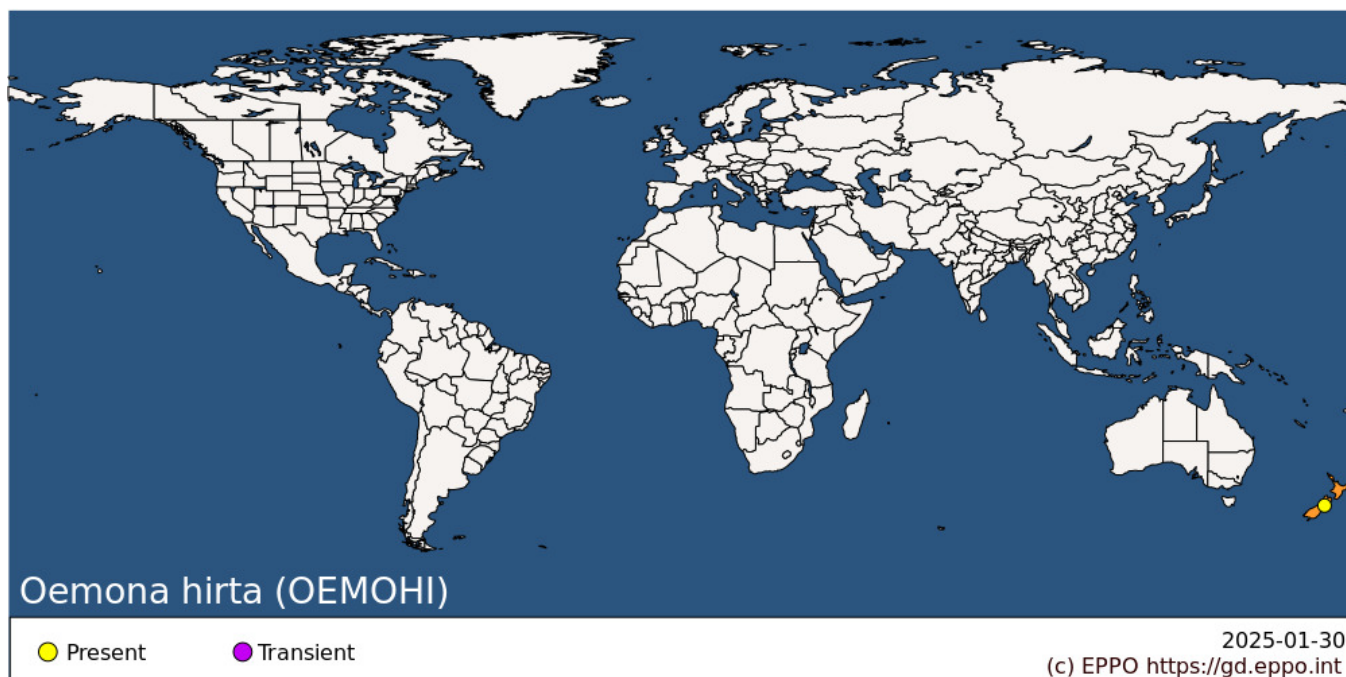 Oemona hirta (OEMOHI)
Present
Transient
2025-01-30
(c) EPPO https://gd.eppo.int